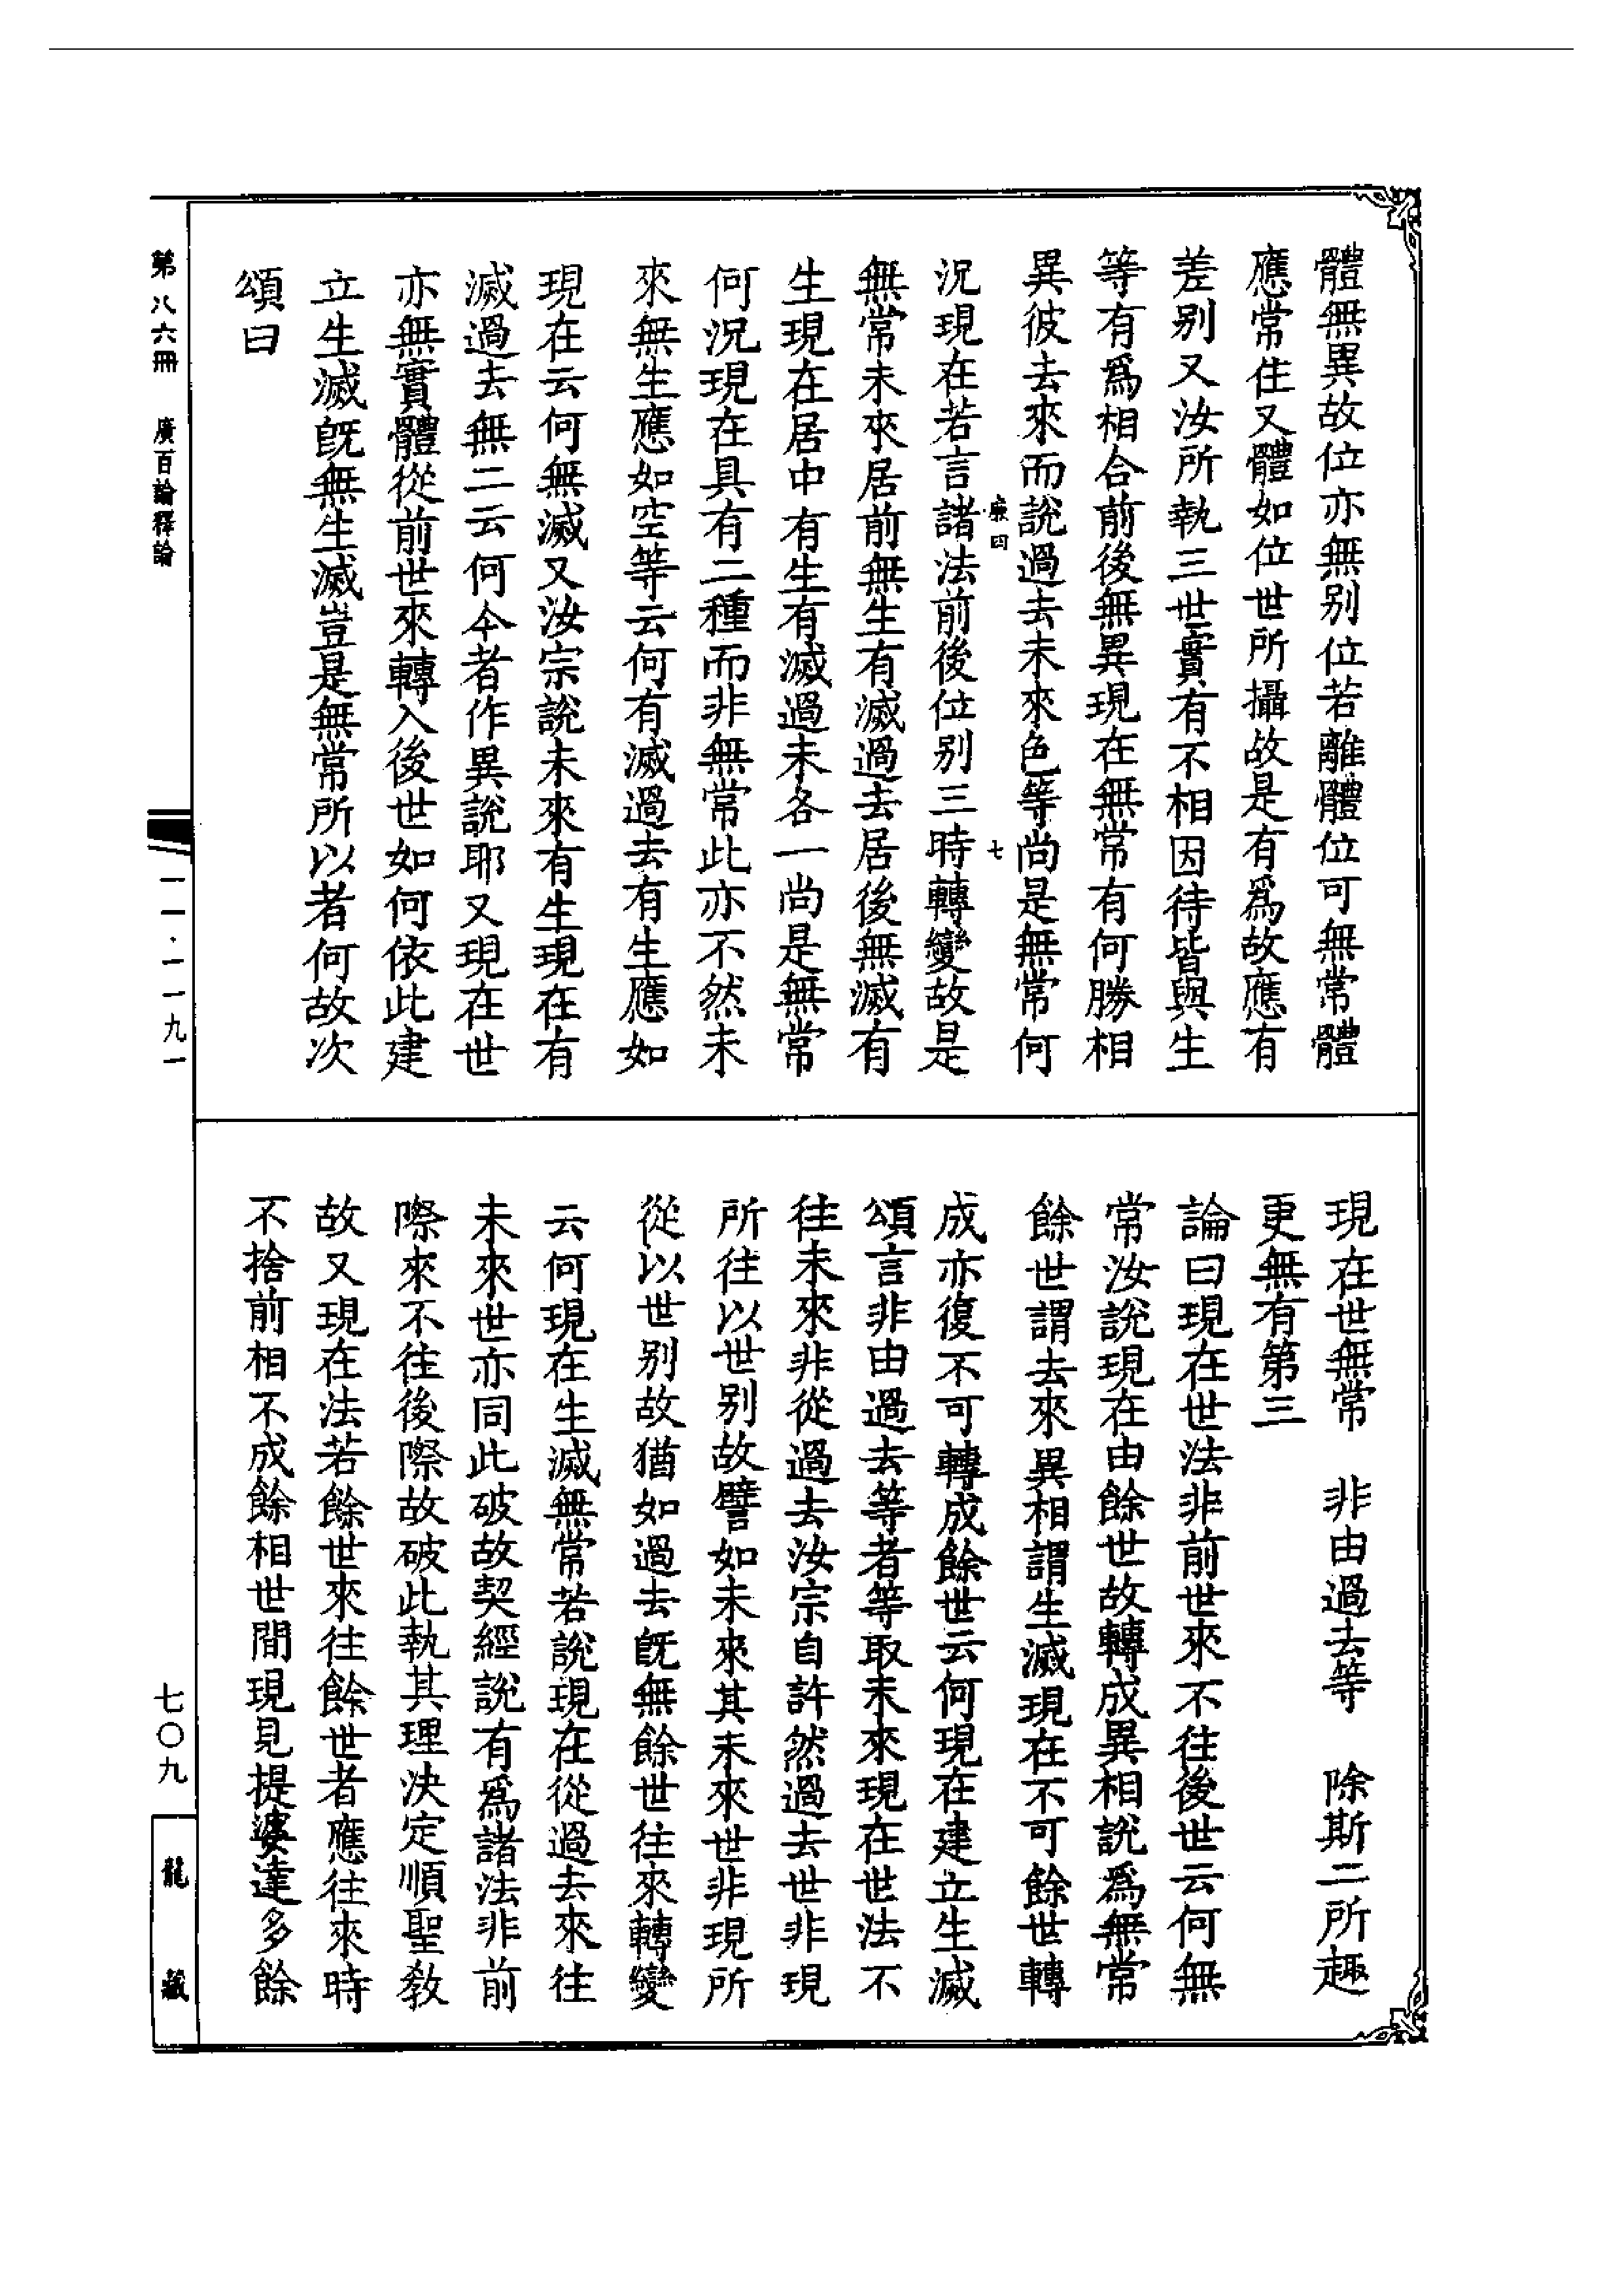 體無異故位亦無別位若離體位可無常體
應常住又體如位世所攝故是有爲故應有
差別又汝所執三世實有不相因待皆與生
等有爲相合前後無異現在無常有何勝相
異彼去來而說過去未來色等尚是無常何
廉四
七
況現在若言諸法前後位別三時轉變故是
無常未來居前無生有滅過去居後無滅有
生現在居中有生有滅過未各一尚是無常
何況現在具有二種而非無常此亦不然未
來無生應如空等云何有滅過去有生應如
現在云何無滅又汝宗說未來有生現在有
滅過去無二云何今者作異說耶又現在世
亦無實體從前世來轉入後世如何依此建
立生滅旣無生滅豈是無常所以者何故次
頌曰
現在世無常 非由過去等 除斯二所趣
更無有第三
論曰現在世法非前世來不往後世云何無
常汝說現在由餘世故轉成異相說爲無常
餘世謂去來異相謂生滅現在不可餘世轉
成亦復不可轉成餘世云何現在建立生滅
頌言非由過去等者等取未來現在世法不
往未來非從過去汝宗自許然過去世非現
所往以世別故譬如未來其未來世非現所
從以世別故猶如過去旣無餘世往來轉變
云何現在生滅無常若說現在從過去來往
未來世亦同此破故契經說有爲諸法非前
際來不往後際故破此執其理決定順聖教
故又現在法若餘世來往餘世者應往來時
不捨前相不成餘相世間現見提婆達多餘
第八六冊 廣百論釋論
一一·一一九一
七〇九
龍藏